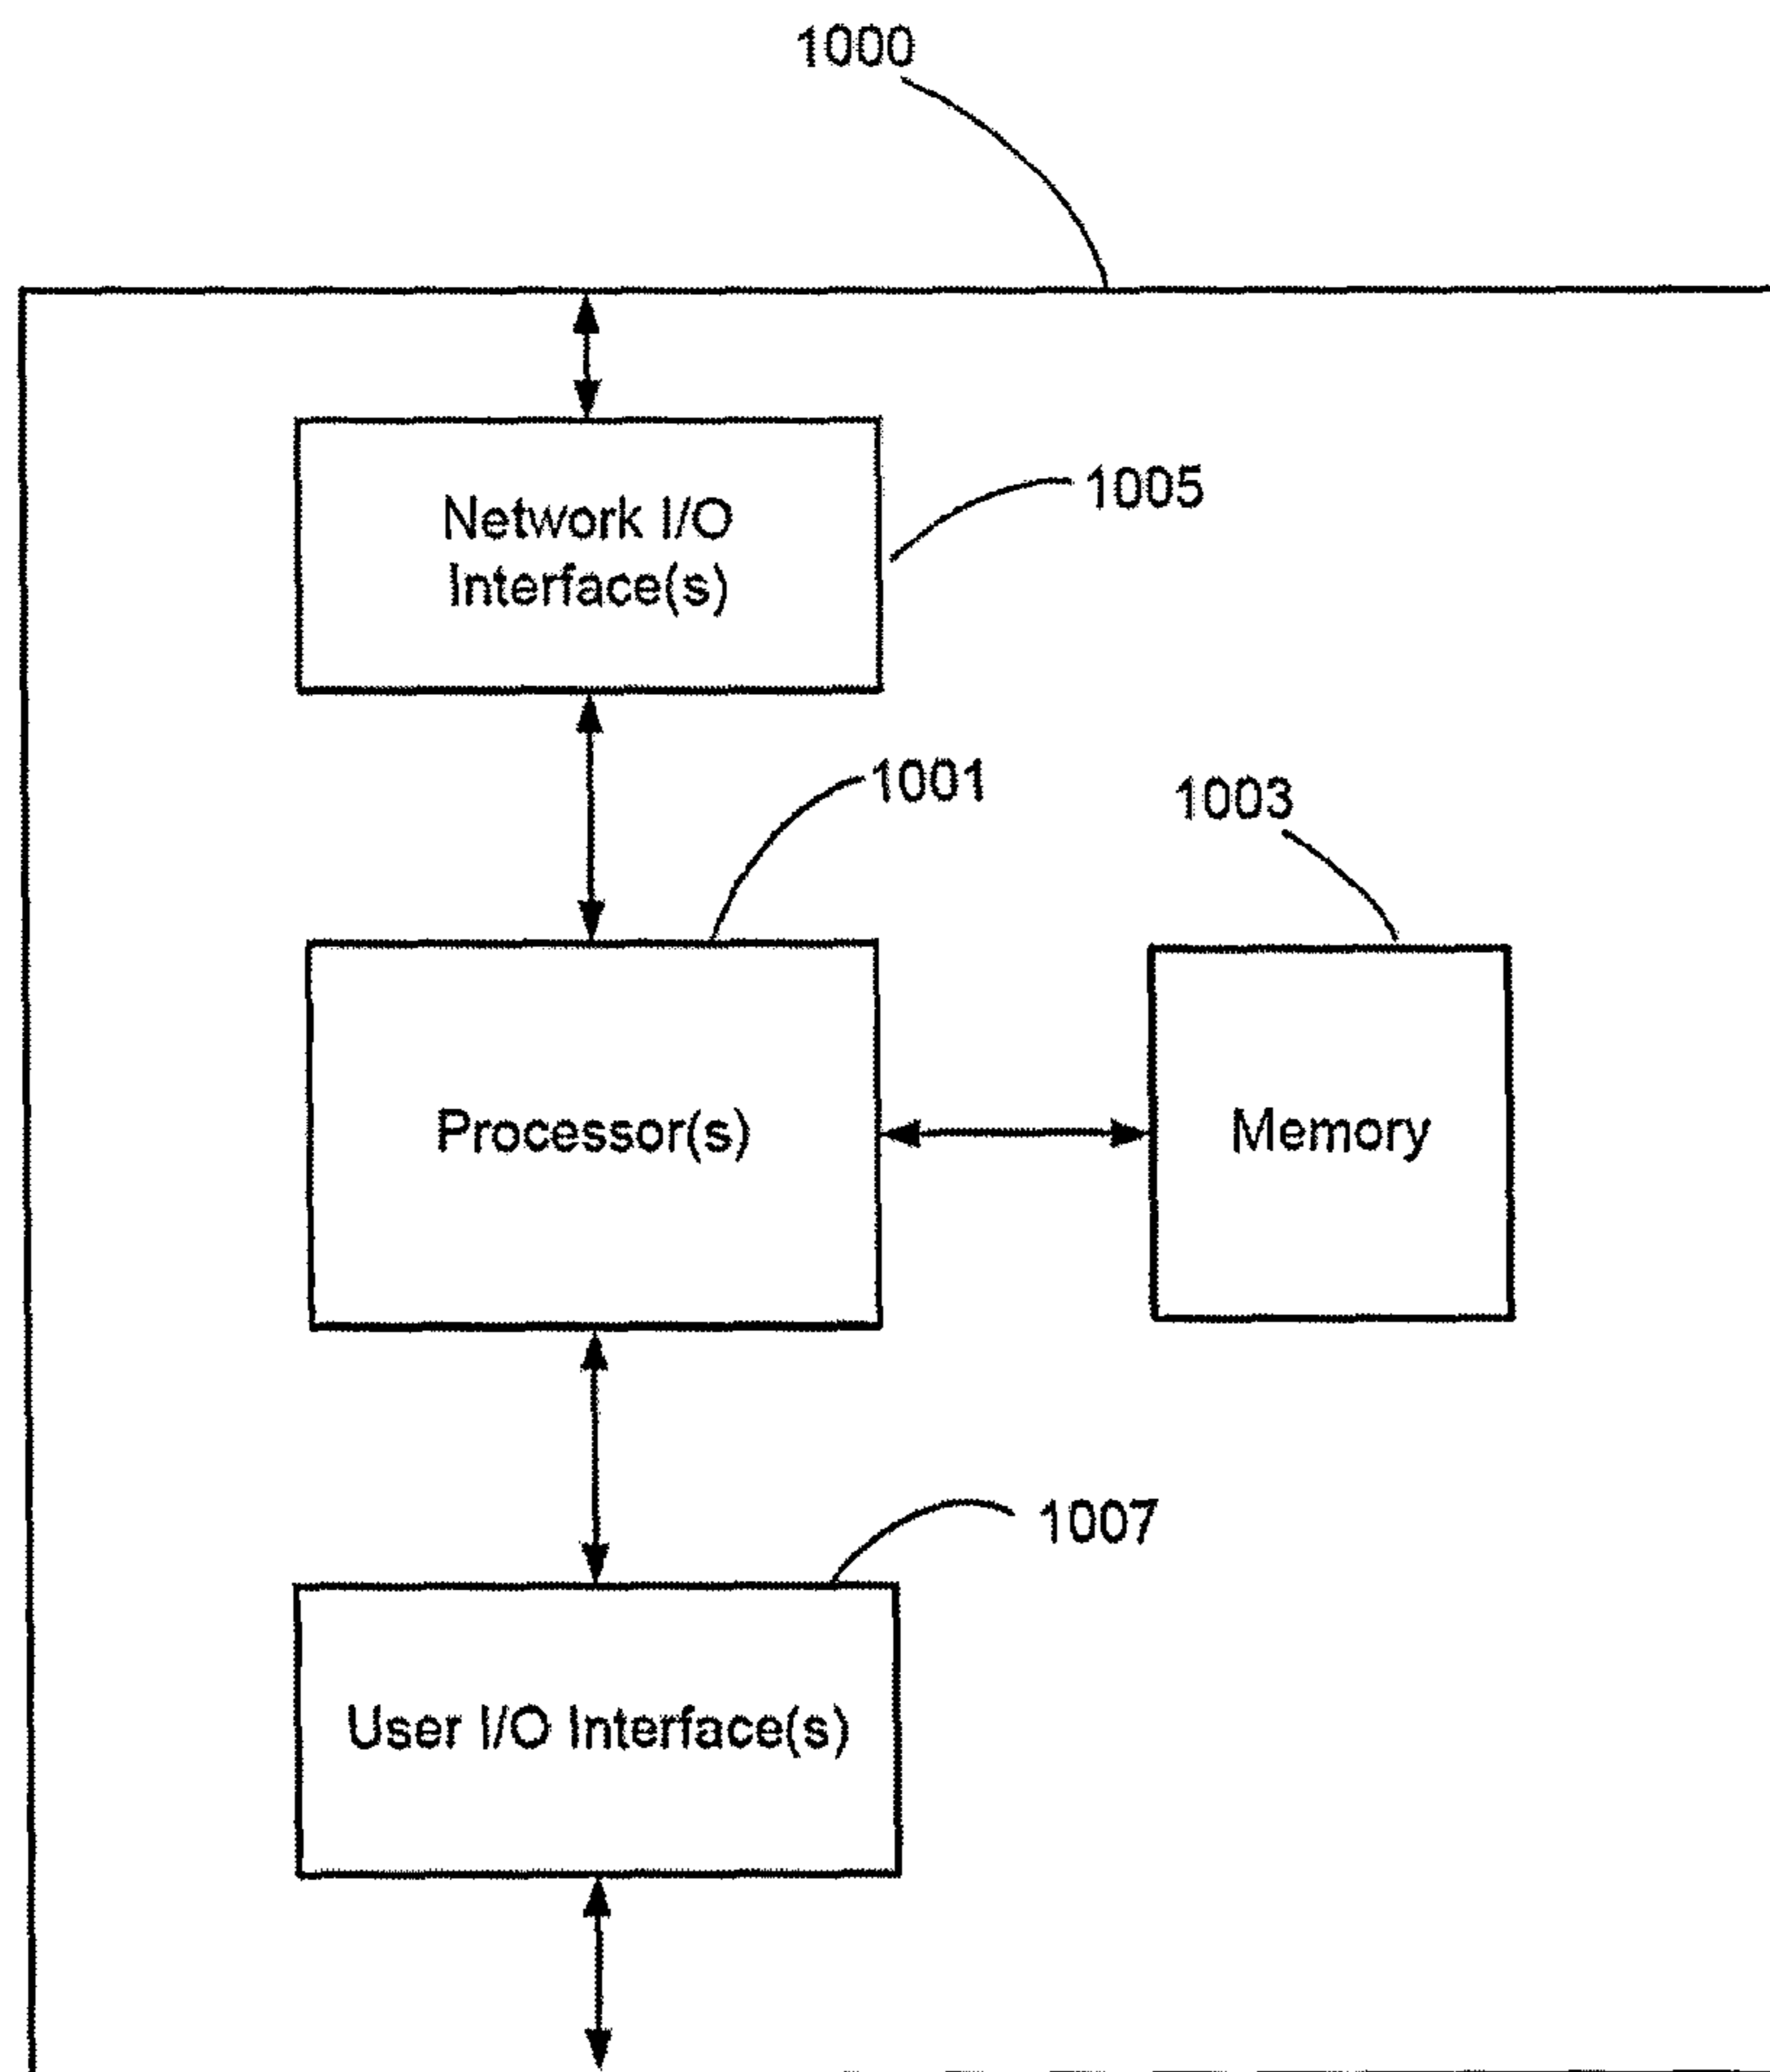 1000
Network I/O
Interface(s)
1005
1001
1003
Processor(s)
Memory
1007
User I/O Interface(s)